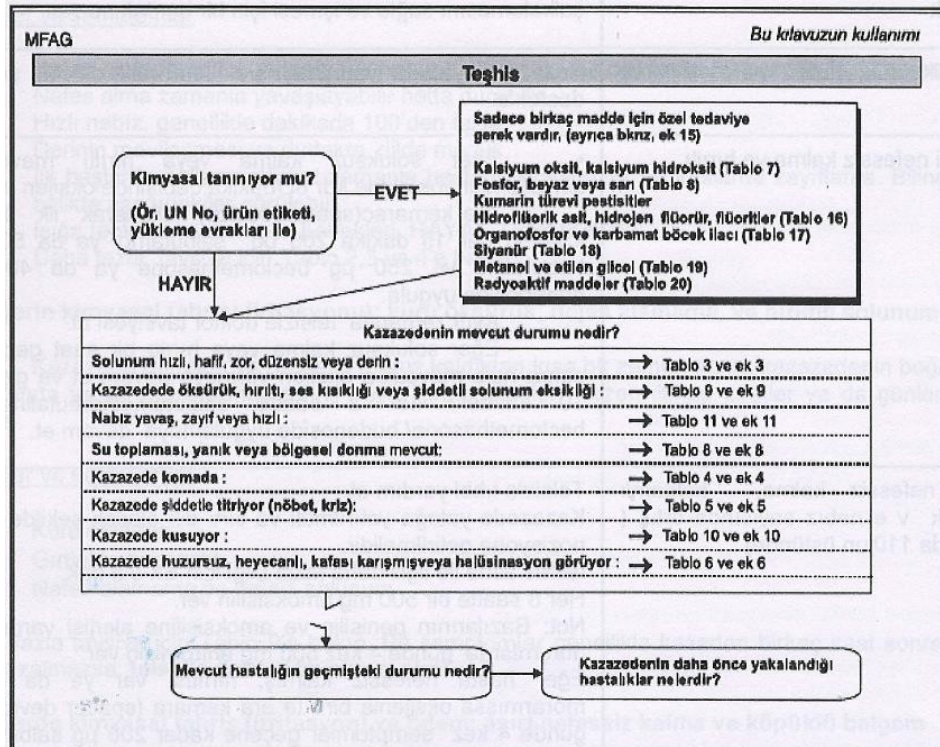 MFAG
Bu kılavuzun kullanımı
Teşhis
Kimyasal tanınıyor mu?
(Ör. UN No, ürün etiketi,
yükleme evrakları ile)
EVET
HAYIR
Sadece birkaç madde için özel tedaviye
gerek vardır, (ayrıca bknz, ek 15)
Kalsiyum oksit, kalsiyum hidroksit (Tablo 7)
Fosfor, beyaz veya sarı (Tablo 8)
Kumarin türevi pestisitler
Hidroflüorik asit, hidrojen flüorür, flüoritler (Tablo 16)
Organofosfor ve karbamat böcek ilacı (Tablo 17)
Siyanür (Tablo 18)
Metanol ve etilen glicol (Tablo 19)
Radyoaktif maddeler (Tablo 20)
Kazazedenin mevcut durumu nedir?
Solunum hızlı, hafif, zor, düzensiz veya derin : Tablo 3 ve ek 3
Kazazedede öksürük, hırıltı, ses kısıklığı veya şiddetli solunum eksikliği : Tablo 9 ve ek 9
Nabız yavaş, zayıf veya hızlı : Tablo 11 ve ek 11
Su toplaması, yanık veya bölgesel donma mevcut: Tablo 8 ve ek 8
Kazazede komada : Tablo 4 ve ek 4
Kazazede şiddetle titriyor (nöbet, kriz): Tablo 5 ve ek 5
Kazazede kusuyor : Tablo 10 ve ek 10
Kazazede huzursuz, heyecanlı, kafası karışmışveya halüsinasyon görüyor : Tablo 6 ve ek 6
Mevcut hastalığın geçmişteki durumu nedir?
Kazazedenin daha önce yakalandığı
hastalıklar nelerdir?